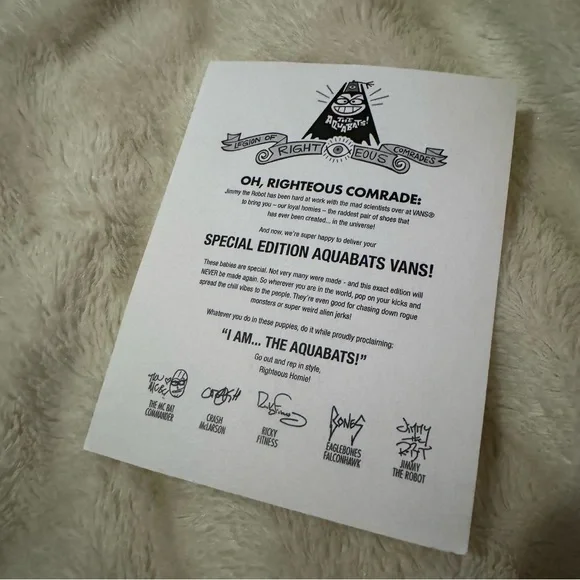 THE
AQUABATS!
LEGION OF RIGHTEOUS COMRADES
OH, RIGHTEOUS COMRADE:
Jimmy the Robot has been hard at work with the mad scientists over at VANS®
to bring you – our loyal homies – the raddest pair of shoes that
has ever been created... in the universe!
And now, we're super happy to deliver your
SPECIAL EDITION AQUABATS VANS!
These babies are special. Not very many were made - and this exact edition will
NEVER be made again. So wherever you are in the world, pop on your kicks and
spread the chill vibes to the people. They're even good for chasing down rogue
monsters or super weird alien jerks!
Whatever you do in these puppies, do it while proudly proclaiming:
“I AM... THE AQUABATS!”
Go out and rep in style,
Righteous Homie!
CRASH
BONES
JIMMY
THE
ROBOT
THE MC BAT
COMMANDER
CRASH
McLARSON
RICKY
FITNESS
EAGLEBONES
FALCONHAWK
JIMMY
THE ROBOT